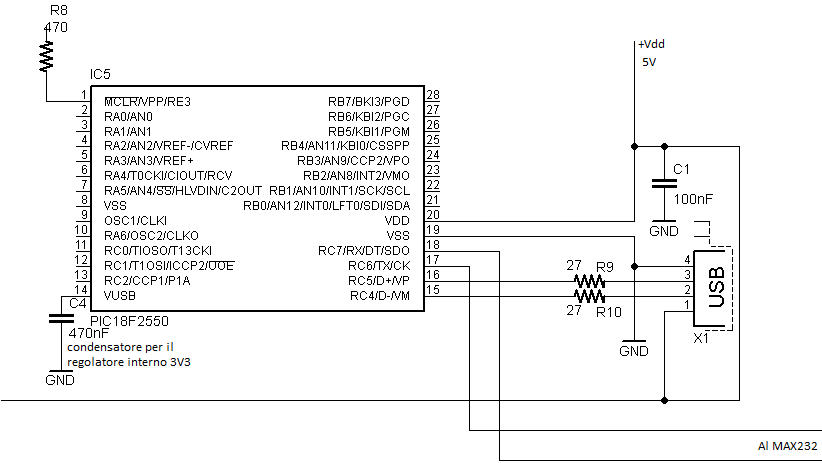 R8
470
+Vdd
5V
IC5
1 MCLR/VPP/RE3 RB7/KBI3/PGD 28
2 RA0/AN0 RB6/KBI2/PGC 27
3 RA1/AN1 RB5/KBI1/PGM 26
4 RA2/AN2/VREF-/CVREF RB4/AN11/KBI0/CSSPP 25
5 RA3/AN3/VREF+ RB3/AN9/CCP2/VPO 24
6 RA4/T0CKI/CIOUT/RCV RB2/AN8/INT2/VMO 23
7 RA5/AN4/SS/HLVDIN/C2OUT RB1/AN10/INT1/SCK/SCL 22
8 VSS RB0/AN12/INT0/LFT0/SDI/SDA 21
9 OSC1/CLKI VDD 20
10 RA6/OSC2/CLKO VSS 19
11 RC0/TIOSO/T13CKI RC7/RX/DT/SDO 18
12 RC1/T1OSI/ICCP2/UOE RC6/TX/CK 17
13 RC2/CCP1/P1A RC5/D+/VP 16
14 VUSB RC4/D-/VM 15
PIC18F2550
C1
100nF
GND
27 R9
27 R10
4
3
2
1
USB
X1
GND
C4
470nF
condensatore per il
regolatore interno 3V3
GND
Al MAX232